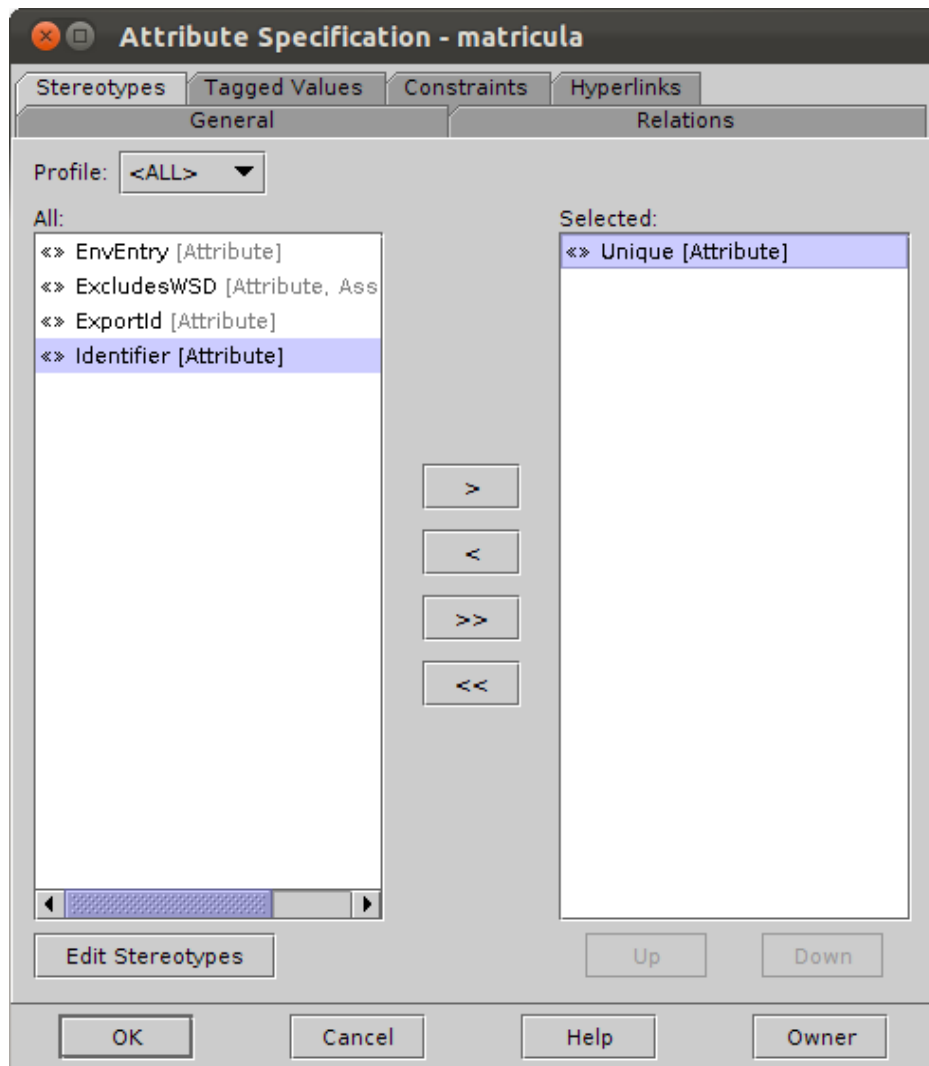 Attribute Specification - matricula
Stereotypes Tagged Values Constraints Hyperlinks
General Relations
Profile: <ALL>
All: Selected:
«» EnvEntry [Attribute] «» Unique [Attribute]
«» ExcludesWSD [Attribute, Ass
«» ExportId [Attribute]
«» Identifier [Attribute]
>
<
>>
<<
Edit Stereotypes Up Down
OK Cancel Help Owner